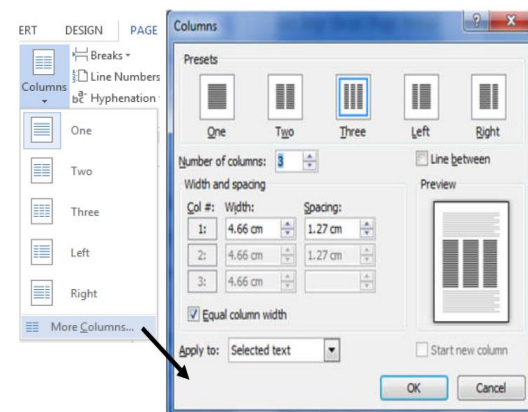 ERT DESIGN PAGE
Columns
Breaks
Line Numbers
Hyphenation
One
Two
Three
Left
Right
More Columns...
Columns
Presets
One Two Three Left Right
Number of columns: 3
Line between
Width and spacing
Preview
Col #: Width: Spacing:
1: 4.66 cm 1.27 cm
2: 4.66 cm 1.27 cm
3: 4.66 cm
Equal column width
Apply to: Selected text
Start new column
OK Cancel